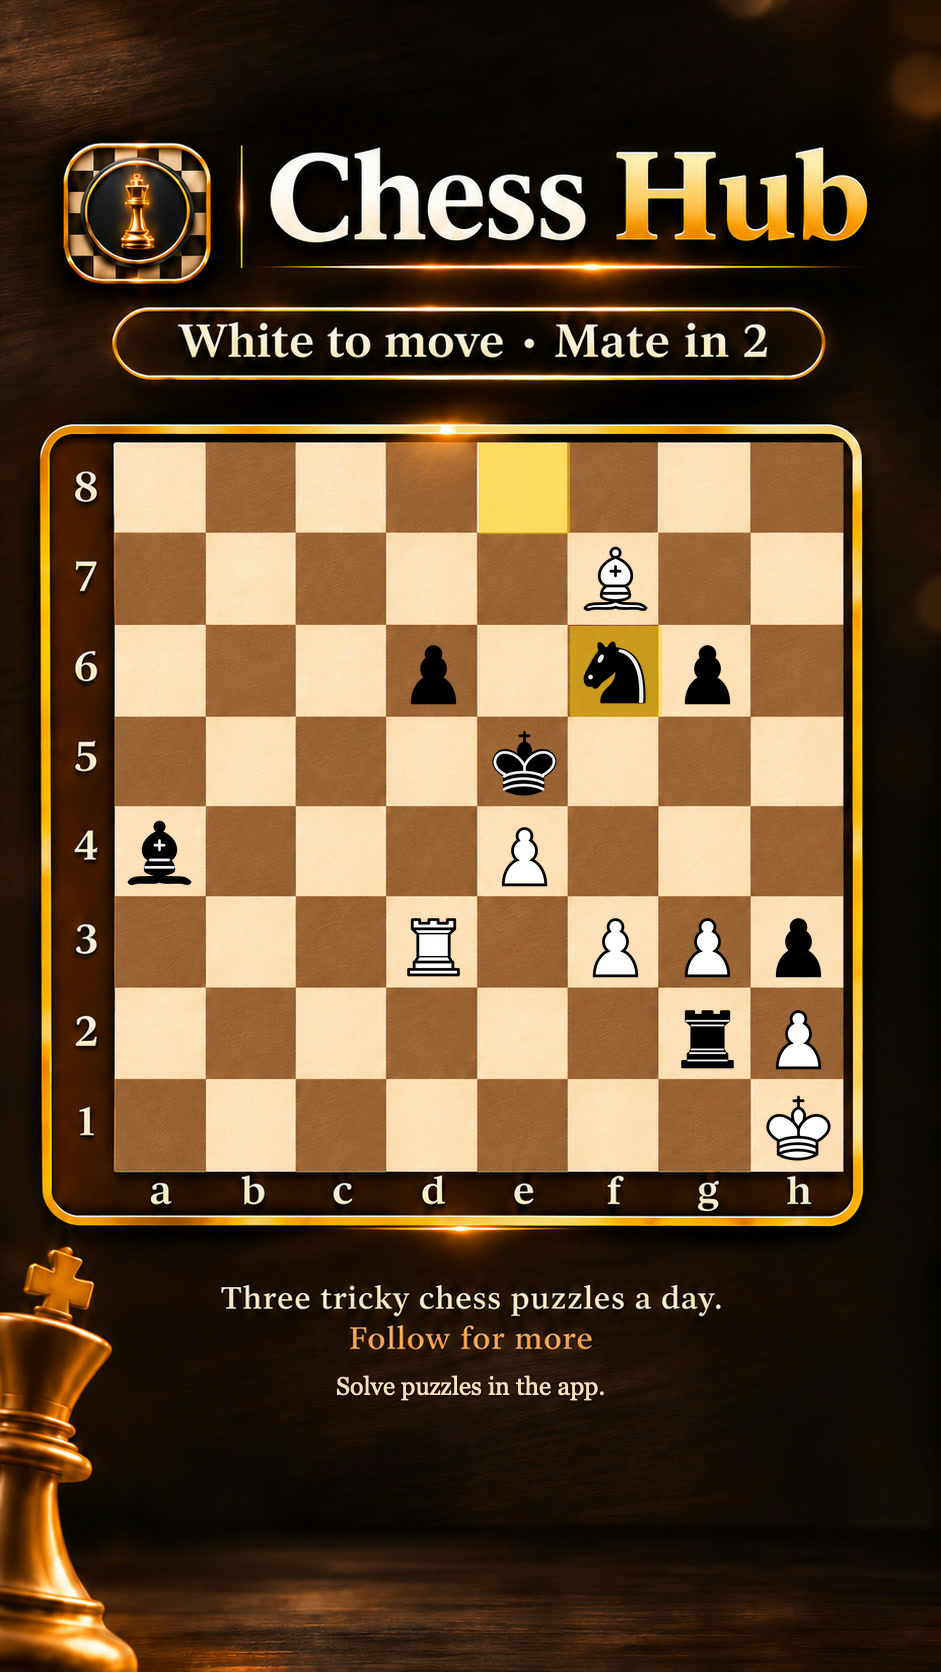 Chess Hub
White to move • Mate in 2
8
7
6
5
4
3
2
1
a b c d e f g h
Three tricky chess puzzles a day.
Follow for more
Solve puzzles in the app.